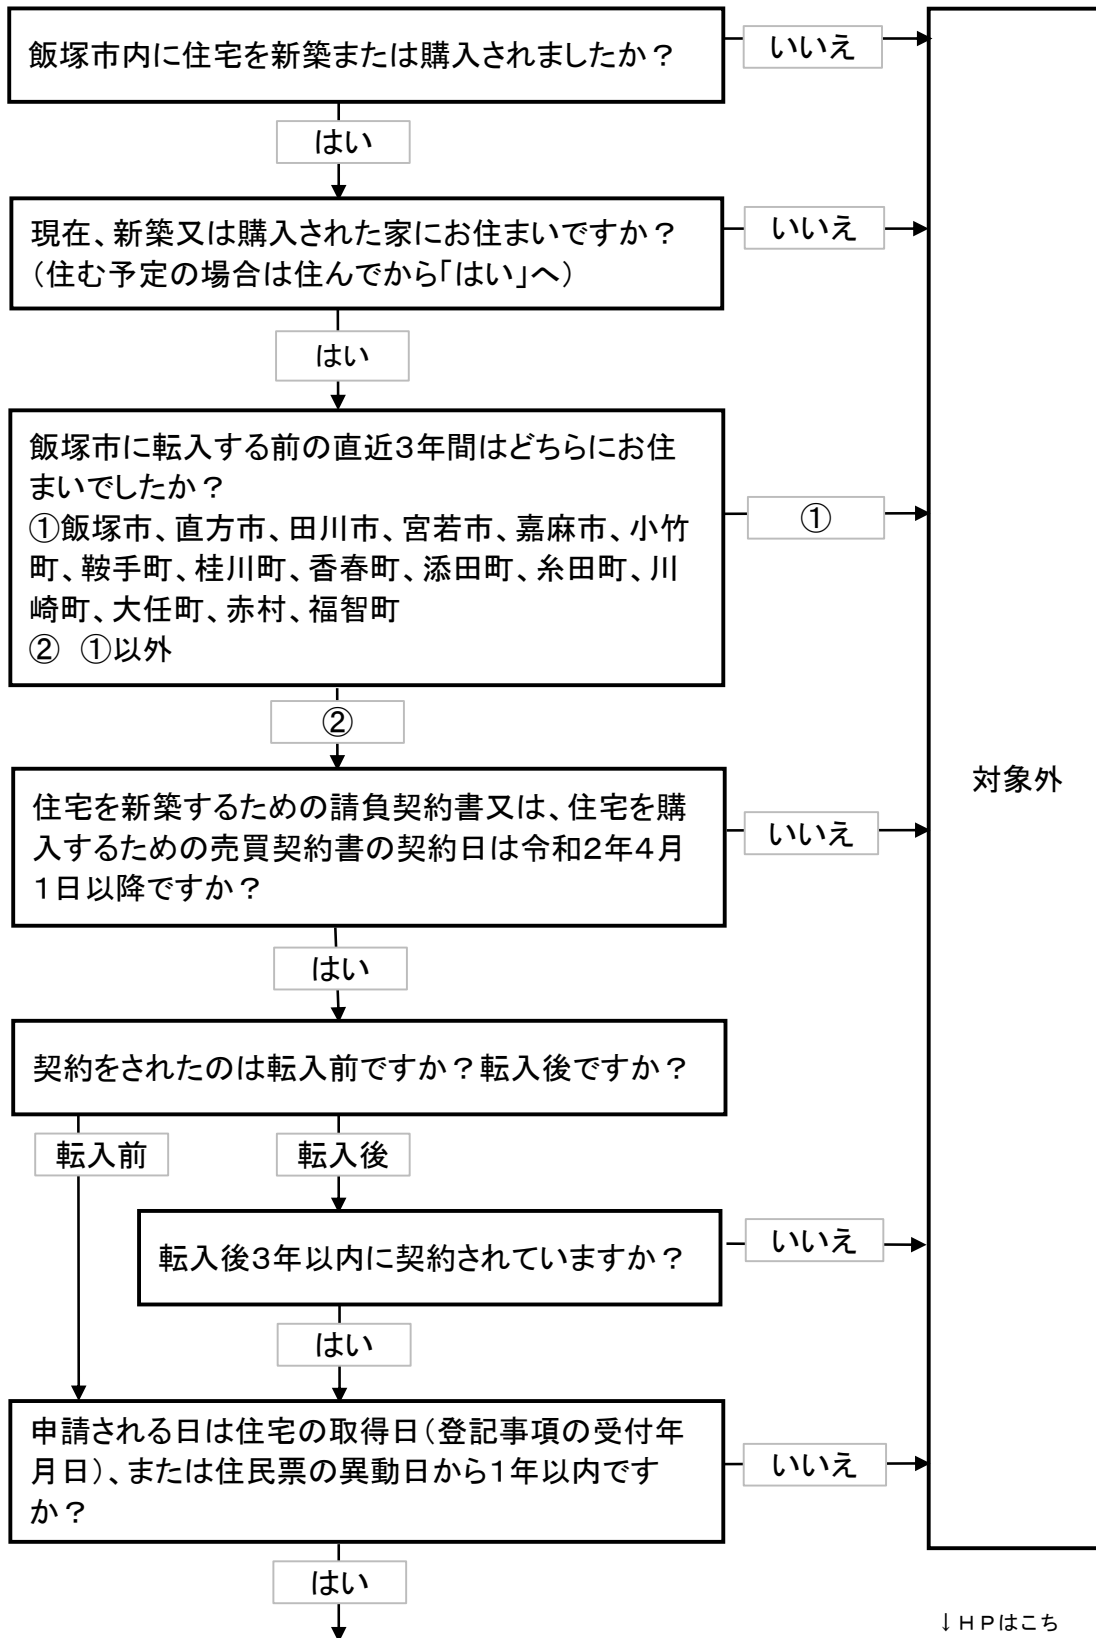 飯塚市内に住宅を新築または購入されましたか？
いいえ
はい
現在、新築又は購入された家にお住まいですか？
（住む予定の場合は住んでから「はい」へ）
いいえ
はい
飯塚市に転入する前の直近3年間はどちらにお住
まいでしたか？
①飯塚市、直方市、田川市、宮若市、嘉麻市、小竹
町、鞍手町、桂川町、香春町、添田町、糸田町、川
崎町、大任町、赤村、福智町
②　①以外
①
②
対象外
住宅を新築するための請負契約書又は、住宅を購
入するための売買契約書の契約日は令和2年4月
1日以降ですか？
いいえ
はい
契約をされたのは転入前ですか？転入後ですか？
転入前
転入後
転入後3年以内に契約されていますか？
いいえ
はい
申請される日は住宅の取得日（登記事項の受付年
月日）、または住民票の異動日から1年以内です
か？
いいえ
はい
↓ＨＰはこち